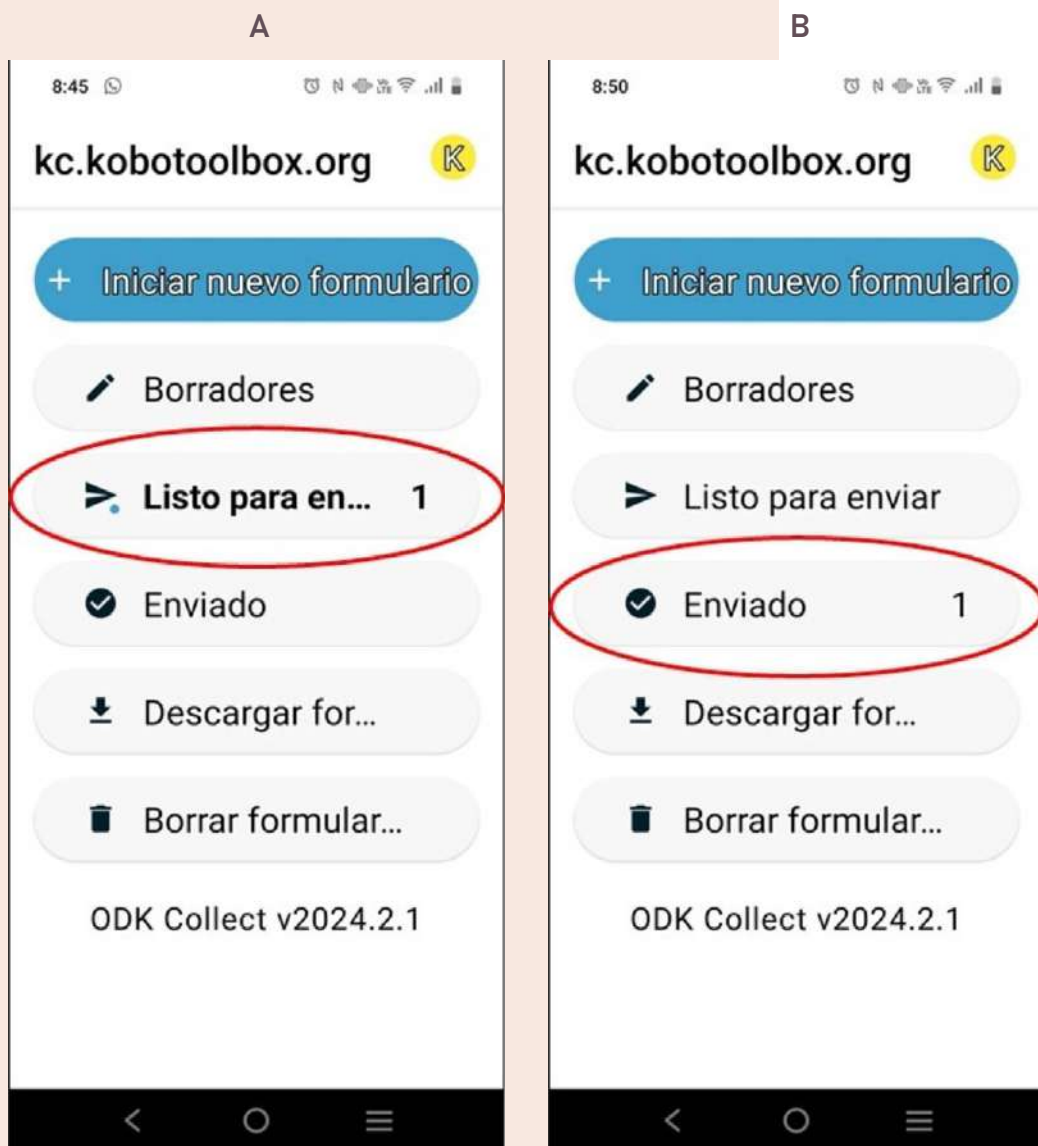 A
8:45
kc.kobotoolbox.org K
+ Iniciar nuevo formulario
Borradores
Listo para en... 1
Enviado
Descargar for...
Borrar formular...
ODK Collect v2024.2.1
B
8:50
kc.kobotoolbox.org K
+ Iniciar nuevo formulario
Borradores
Listo para enviar
Enviado 1
Descargar for...
Borrar formular...
ODK Collect v2024.2.1